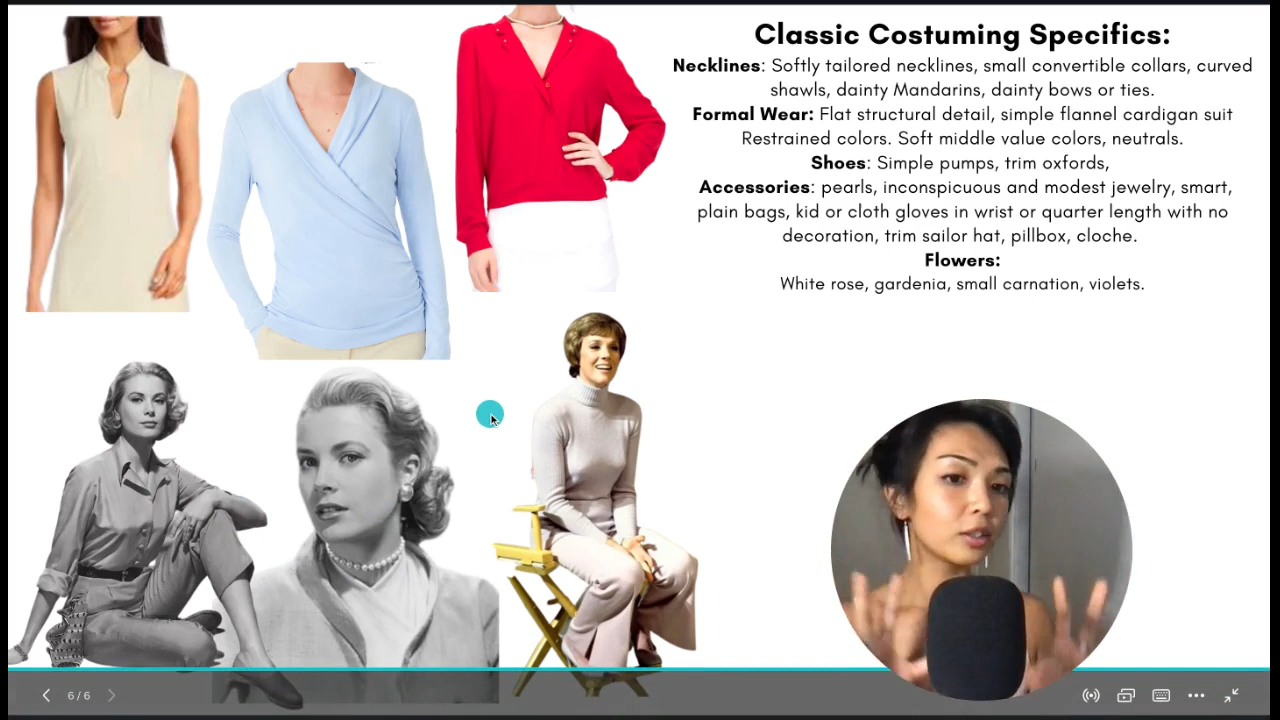 Classic Costuming Specifics:
Necklines: Softly tailored necklines, small convertible collars, curved
shawls, dainty Mandarins, dainty bows or ties.
Formal Wear: Flat structural detail, simple flannel cardigan suit
Restrained colors. Soft middle value colors, neutrals.
Shoes: Simple pumps, trim oxfords,
Accessories: pearls, inconspicuous and modest jewelry, smart,
plain bags, kid or cloth gloves in wrist or quarter length with no
decoration, trim sailor hat, pillbox, cloche.
Flowers:
White rose, gardenia, small carnation, violets.
6 / 6